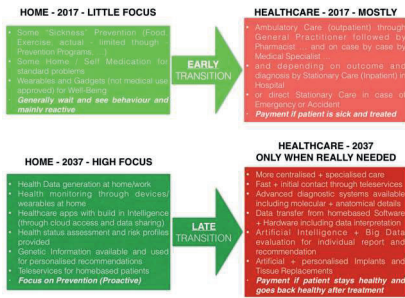 HOME - 2017 - LITTLE FOCUS
• Some "Sickness" Prevention (Food, Exercise; actual - limited though - Prevention Programs, ...)
• Some Home / Self Medication for standard problems
• Wearables and Gadgets (not medical use approved) for Well-Being
• Generally wait and see behaviour and mainly reactive
EARLY
TRANSITION
HEALTHCARE - 2017 - MOSTLY
• Ambulatory Care (outpatient) through General Practitioner followed by Pharmacist ... and on case by case by Medical Specialist ...
• and depending on outcome and diagnosis by Stationary Care (Inpatient) in Hospital
• or direct Stationary Care in case of Emergency or Accident
• Payment if patient is sick and treated
HOME - 2037 - HIGH FOCUS
• Health Data generation at home/work
• Health monitoring through devices/ wearables at home
• Healthcare apps with build in Intelligence (through cloud access and data sharing)
• Health status assessment and risk profiles provided
• Genetic Information available and used for personalised recommendations
• Teleservices for homebased patients
• Focus on Prevention (Proactive)
LATE
TRANSITION
HEALTHCARE - 2037
ONLY WHEN REALLY NEEDED
• More centralised + specialised care
• Fast + initial contact through teleservices
• Advanced diagnostic systems available including molecular + anatomical details
• Data transfer from homebased Software + Hardware including data interpretation
• Artificial Intelligence + Big Data evaluation for individual report and recommendation
• Artificial + personalised Implants and Tissue Replacements
• Payment if patient stays healthy and goes back healthy after treatment